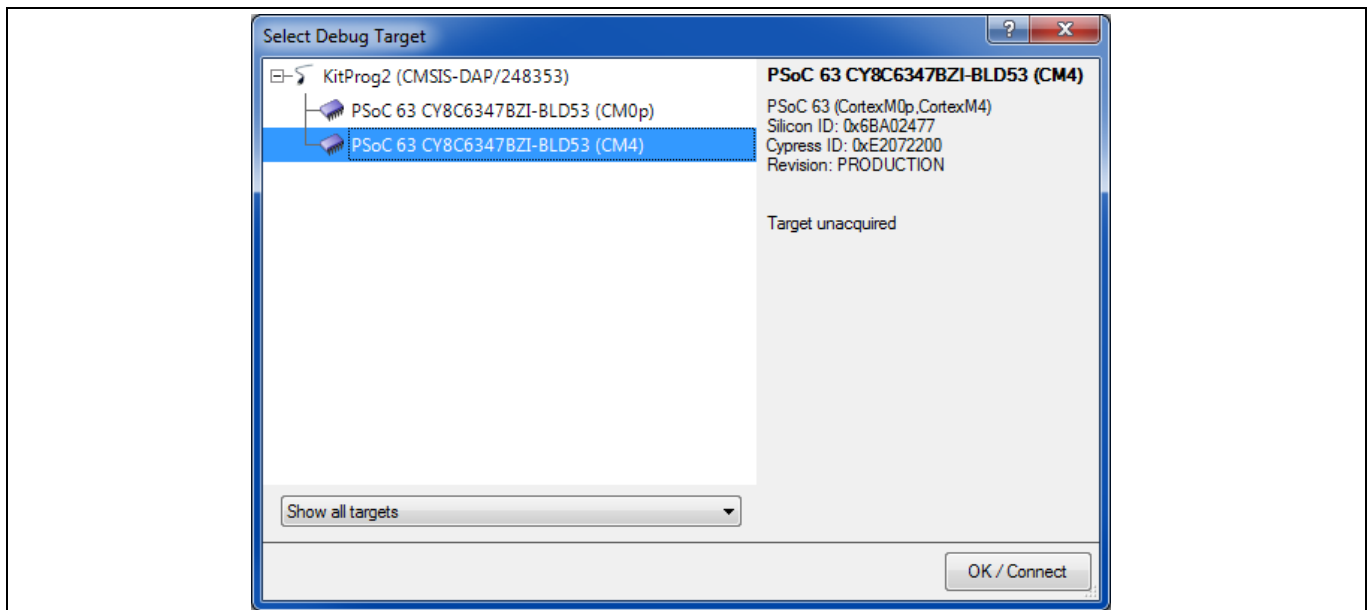 Select Debug Target
KitProg2 (CMSIS-DAP/248353)
PSoC 63 CY8C6347BZI-BLD53 (CM0p)
PSoC 63 CY8C6347BZI-BLD53 (CM4)
Show all targets
PSoC 63 CY8C6347BZI-BLD53 (CM4)
PSoC 63 (CortexM0p,CortexM4)
Silicon ID: 0x6BA02477
Cypress ID: 0xE2072200
Revision: PRODUCTION
Target unacquired
OK / Connect